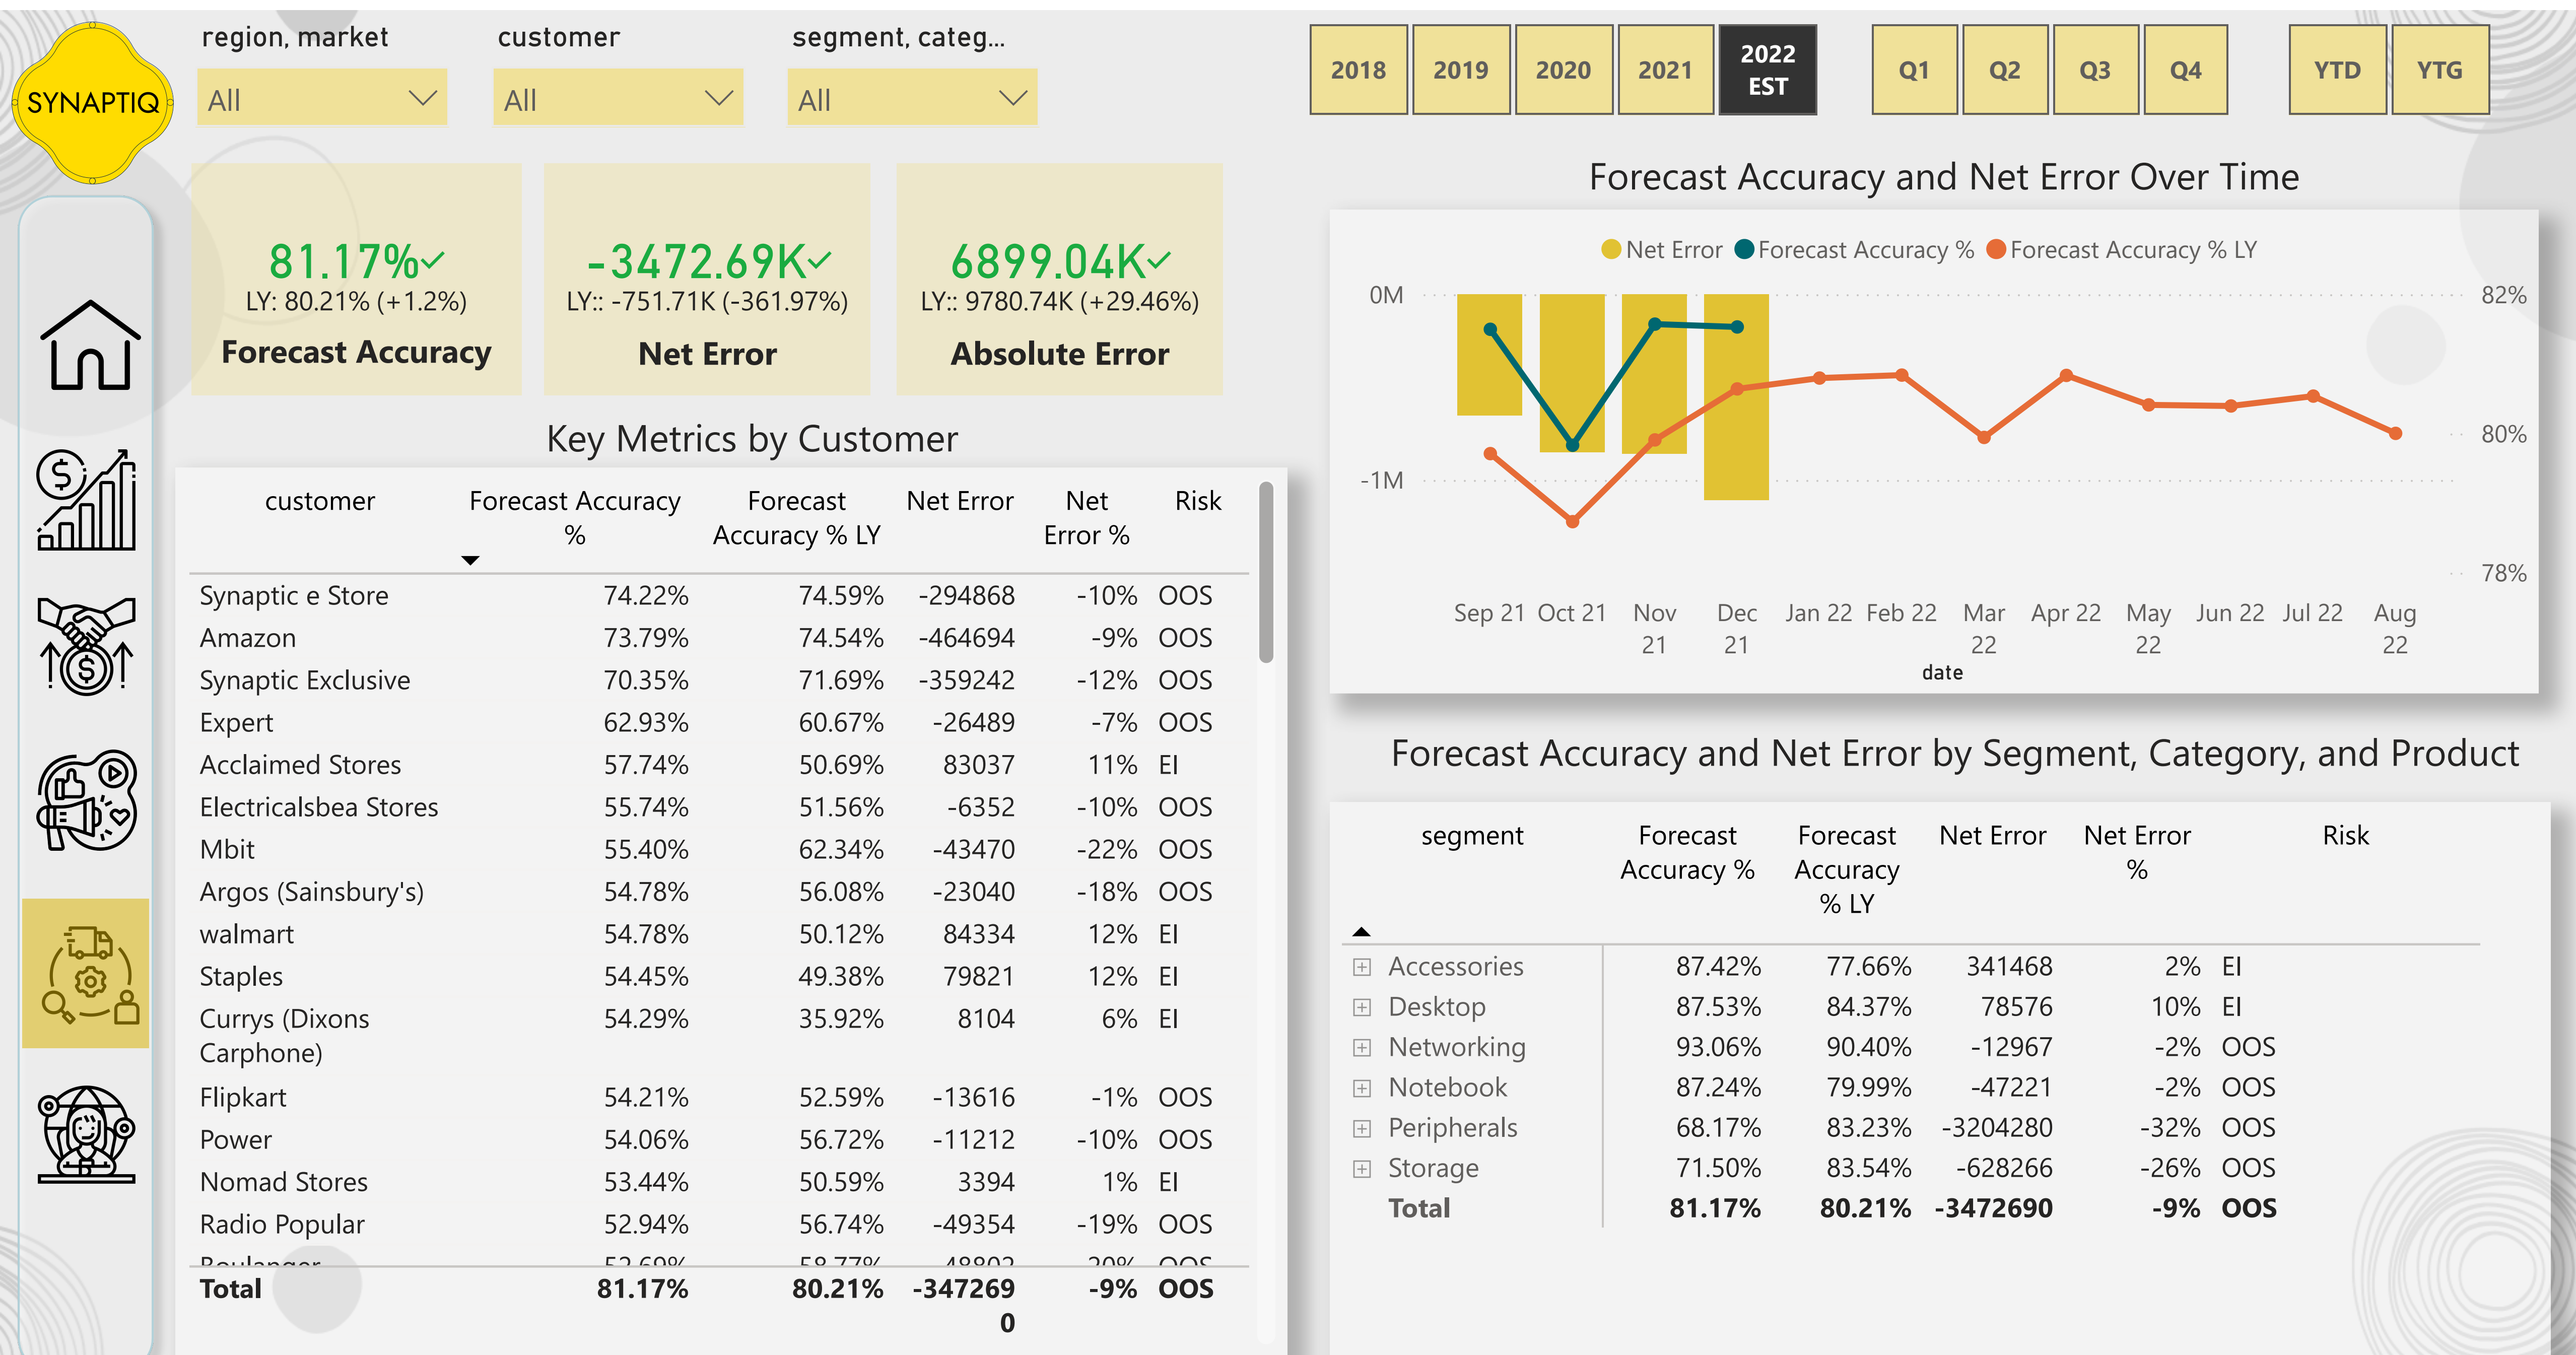 SYNAPTIQ
region, market
customer
segment, categ...
All
All
All
2018
2019
2020
2021
2022
EST
Q1
Q2
Q3
Q4
YTD
YTG
81.17%
LY: 80.21% (+1.2%)
Forecast Accuracy
-3472.69K
LY:: -751.71K (-361.97%)
Net Error
6899.04K
LY:: 9780.74K (+29.46%)
Absolute Error
Key Metrics by Customer
customer Forecast Accuracy Forecast Net Error Net Risk
% Accuracy % LY Error %
Synaptic e Store 74.22% 74.59% -294868 -10% OOS
Amazon 73.79% 74.54% -464694 -9% OOS
Synaptic Exclusive 70.35% 71.69% -359242 -12% OOS
Expert 62.93% 60.67% -26489 -7% OOS
Acclaimed Stores 57.74% 50.69% 83037 11% EI
Electricalsbea Stores 55.74% 51.56% -6352 -10% OOS
Mbit 55.40% 62.34% -43470 -22% OOS
Argos (Sainsbury's) 54.78% 56.08% -23040 -18% OOS
walmart 54.78% 50.12% 84334 12% EI
Staples 54.45% 49.38% 79821 12% EI
Currys (Dixons 54.29% 35.92% 8104 6% EI
Carphone)
Flipkart 54.21% 52.59% -13616 -1% OOS
Power 54.06% 56.72% -11212 -10% OOS
Nomad Stores 53.44% 50.59% 3394 1% EI
Radio Popular 52.94% 56.74% -49354 -19% OOS
Total 81.17% 80.21% -347269 -9% OOS
0
Forecast Accuracy and Net Error Over Time
Net Error Forecast Accuracy % Forecast Accuracy % LY
0M
-1M
82%
80%
78%
Sep 21 Oct 21 Nov Dec Jan 22 Feb 22 Mar Apr 22 May Jun 22 Jul 22 Aug
21 21 22 22 22
date
Forecast Accuracy and Net Error by Segment, Category, and Product
segment Forecast Forecast Net Error Net Error Risk
Accuracy % Accuracy %
% LY
Accessories 87.42% 77.66% 341468 2% EI
Desktop 87.53% 84.37% 78576 10% EI
Networking 93.06% 90.40% -12967 -2% OOS
Notebook 87.24% 79.99% -47221 -2% OOS
Peripherals 68.17% 83.23% -3204280 -32% OOS
Storage 71.50% 83.54% -628266 -26% OOS
Total 81.17% 80.21% -3472690 -9% OOS